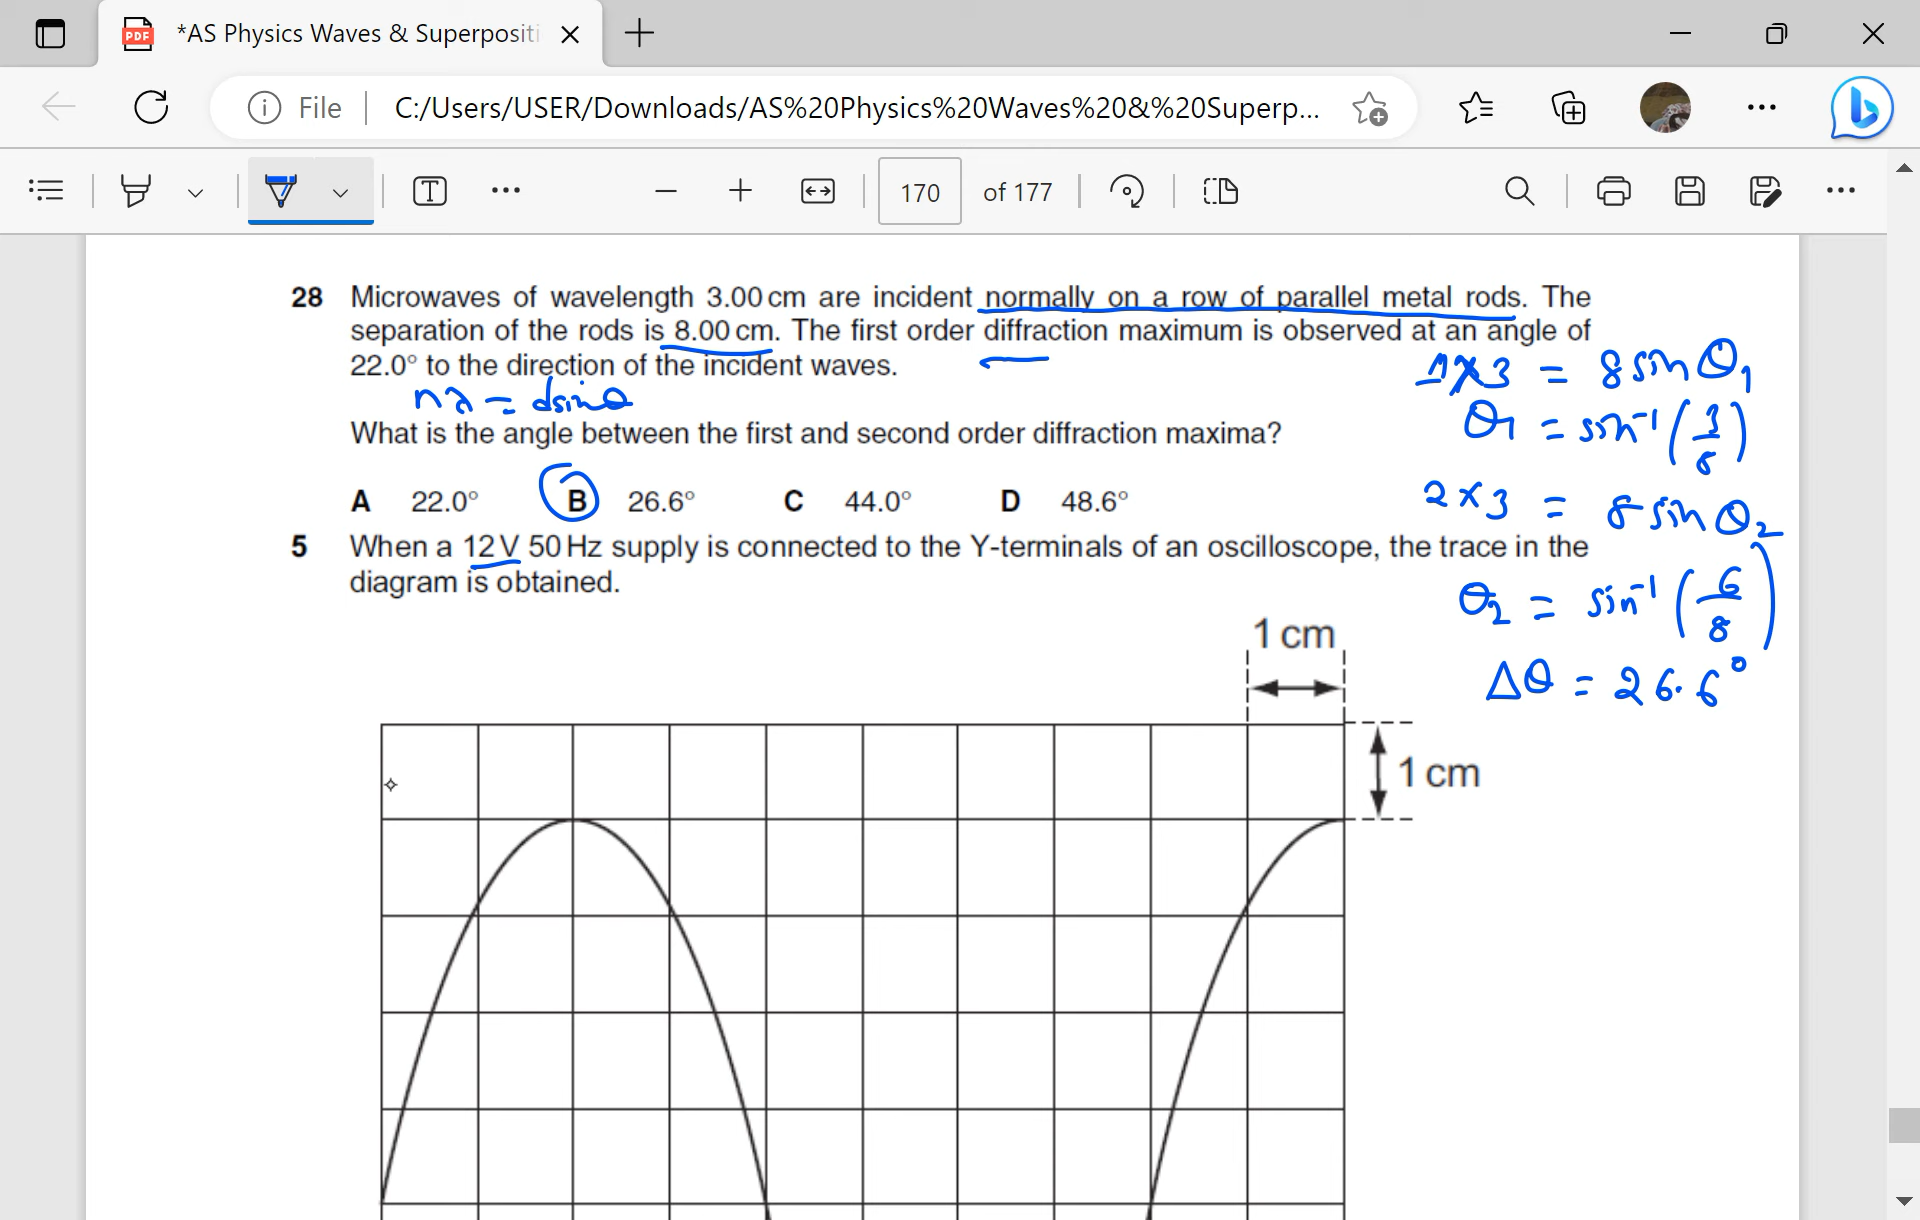 *AS Physics Waves & Superpositi
File
C:/Users/USER/Downloads/AS%20Physics%20Waves%20&%20Superp...
170 of 177
28 Microwaves of wavelength 3.00 cm are incident normally on a row of parallel metal rods. The
separation of the rods is 8.00 cm. The first order diffraction maximum is observed at an angle of
22.0° to the direction of the incident waves.
nλ = dsinθ
What is the angle between the first and second order diffraction maxima?
A 22.0° B 26.6° C 44.0° D 48.6°
1×3 = 8 sin θ₁
θ₁ = sin⁻¹ (3/8)
2×3 = 8 sin θ₂
θ₂ = sin⁻¹ (6/8)
Δθ = 26.6°
5 When a 12 V 50 Hz supply is connected to the Y-terminals of an oscilloscope, the trace in the
diagram is obtained.
1 cm
1 cm